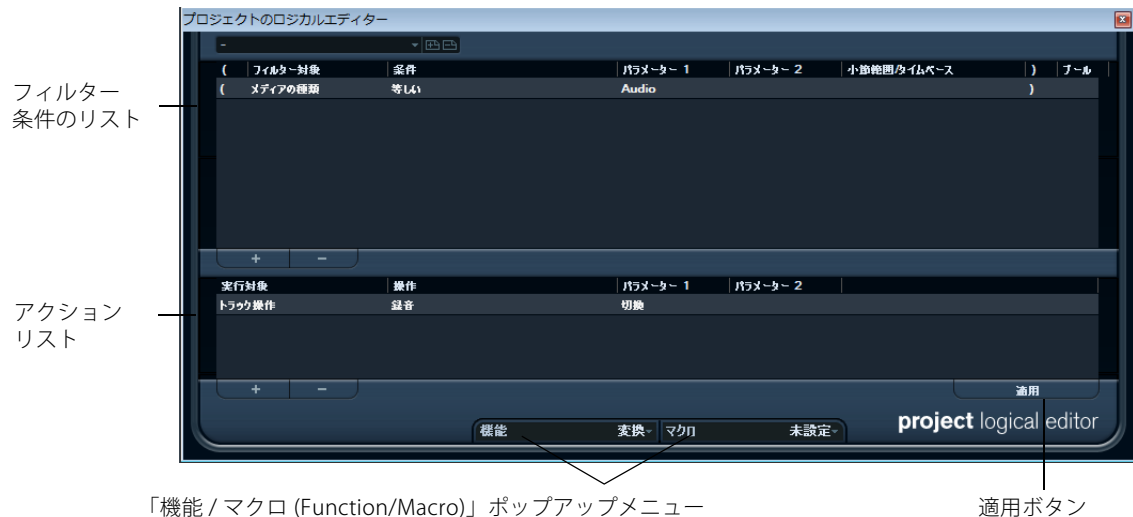 プロジェクトのロジカルエディター
-
( フィルター対象 条件 パラメーター 1 パラメーター 2 小節範囲/タイムベース ) ブール
( メディアの種類 等しい Audio )
フィルター
条件のリスト
+ -
実行対象 操作 パラメーター 1 パラメーター 2
トラック操作 録音 切換
アクション
リスト
+ - 適用
機能 変換 マクロ 未設定
project logical editor
「機能 / マクロ (Function/Macro)」ポップアップメニュー
適用ボタン